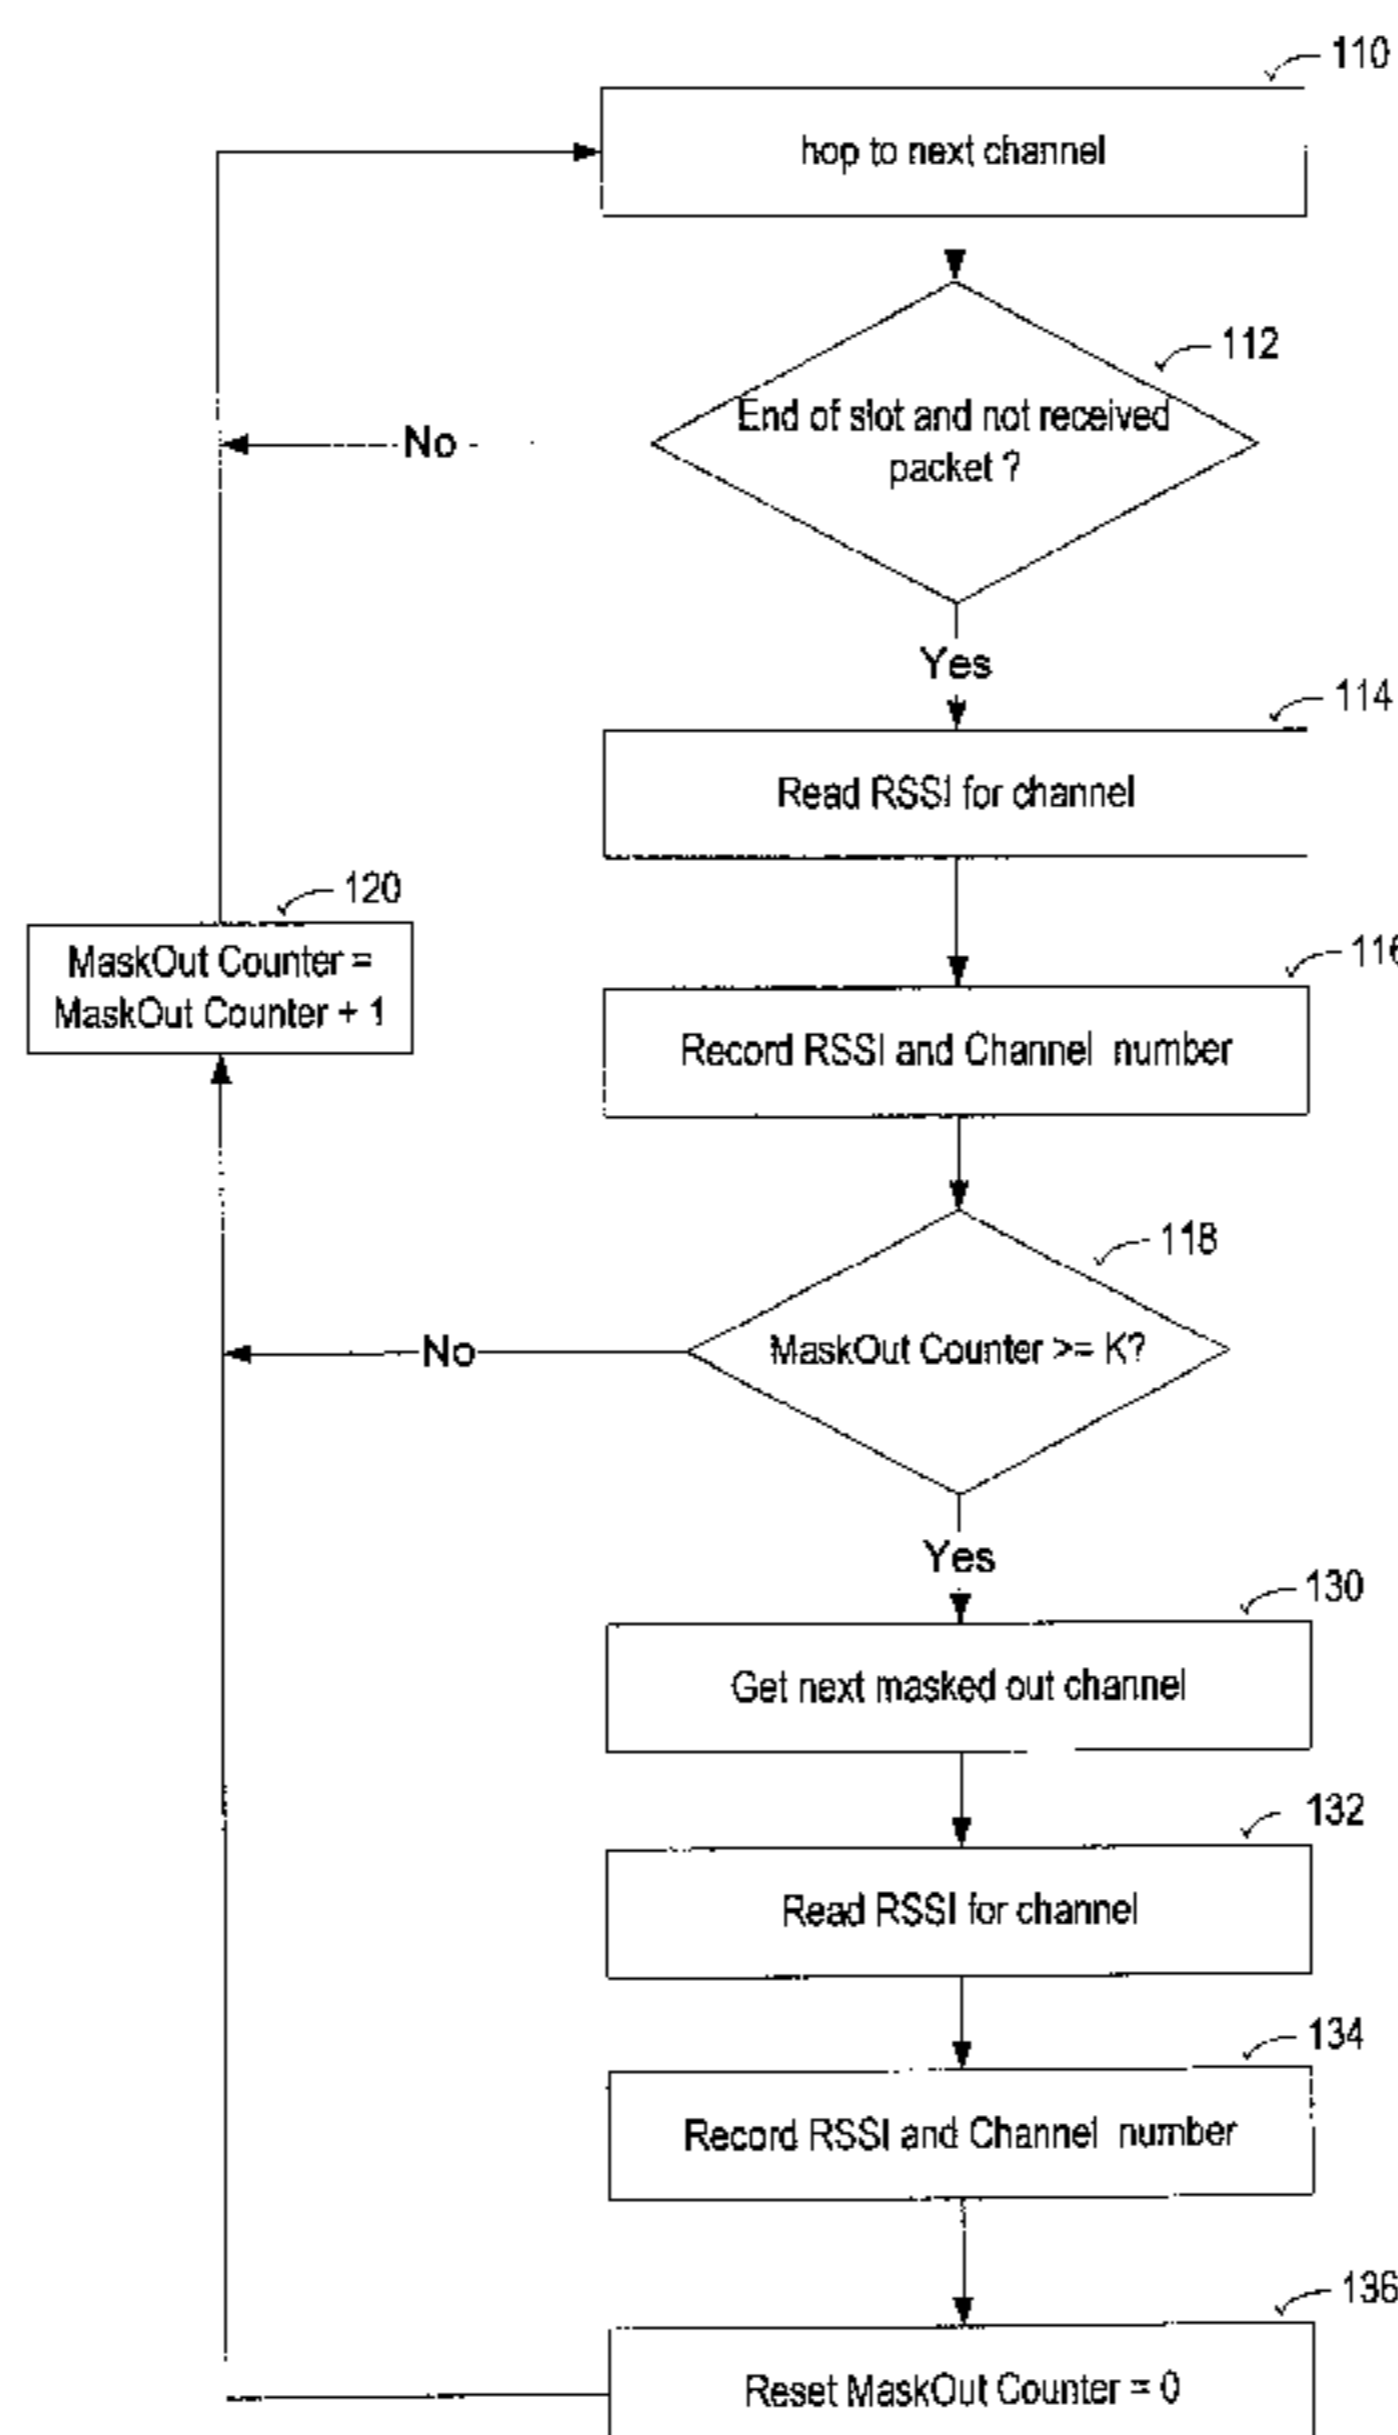 110
hop to next channel
112
End of slot and not received
packet ?
No
Yes
114
Read RSSI for channel
120
MaskOut Counter =
MaskOut Counter + 1
116
Record RSSI and Channel number
118
MaskOut Counter >= K?
No
Yes
130
Get next masked out channel
132
Read RSSI for channel
134
Record RSSI and Channel number
136
Reset MaskOut Counter = 0